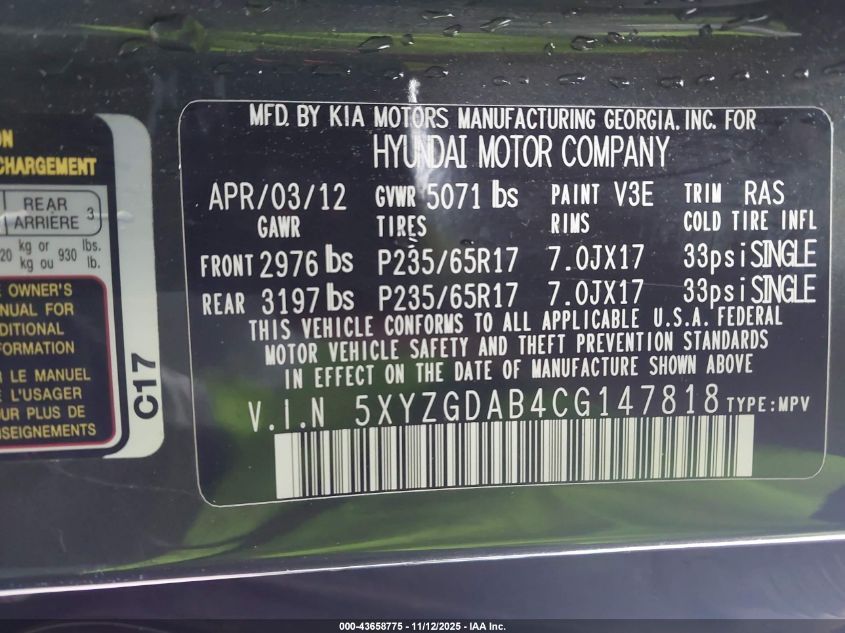 ON
CHARGEMENT
REAR
ARRIÈRE 3
20 kg or 930 lbs.
kg ou lb.
E OWNER'S
ANUAL FOR
DITIONAL
FORMATION
R LE MANUEL
E L'USAGER
OUR PLUS DE
NSEIGNEMENTS
C17
MFD. BY KIA MOTORS MANUFACTURING GEORGIA. INC. FOR
HYUNDAI MOTOR COMPANY
APR/03/12 GVWR 5071 lbs PAINT V3E TRIM RAS
GAWR TIRES RIMS COLD TIRE INFL
FRONT 2976 lbs P235/65R17 7.0JX17 33psi SINGLE
REAR 3197 lbs P235/65R17 7.0JX17 33psi SINGLE
THIS VEHICLE CONFORMS TO ALL APPLICABLE U.S.A. FEDERAL
MOTOR VEHICLE SAFETY AND THEFT PREVENTION STANDARDS
IN EFFECT ON THE DATE OF MANUFACTURE SHOWN ABOVE
V.I.N 5XYZGDAB4CG147818 TYPE:MPV
000-43658775 - 11/12/2025 - IAA Inc.